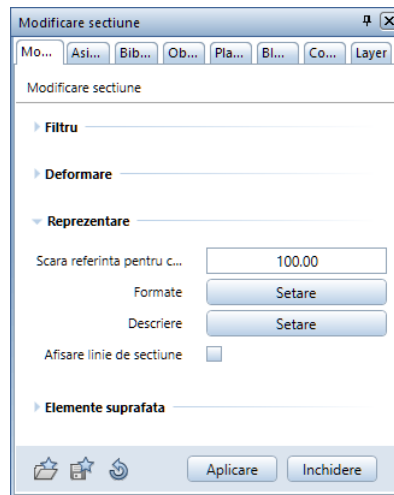 Modificare sectiune
Mo... Asi... Bib... Ob... Pla... Bl... Co... Layer
Modificare sectiune
Filtru
Deformare
Reprezentare
Scara referinta pentru c... 100.00
Formate Setare
Descriere Setare
Afisare linie de sectiune
Elemente suprafata
Aplicare Inchidere